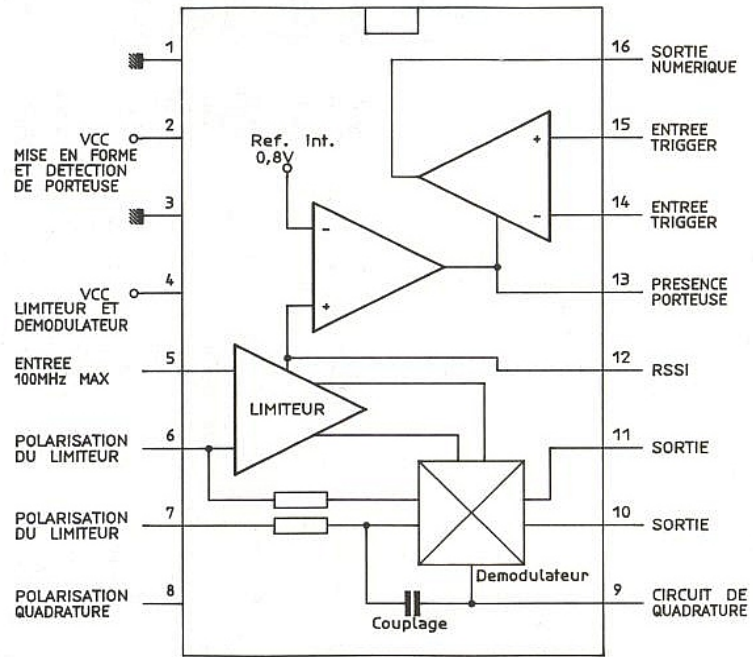 1
2
VCC
MISE EN FORME
ET DETECTION
DE PORTEUSE
3
4
VCC
LIMITEUR ET
DEMODULATEUR
5
ENTREE
100MHz MAX
6
POLARISATION
DU LIMITEUR
7
POLARISATION
DU LIMITEUR
8
POLARISATION
QUADRATURE
Ref. Int.
0,8V
-
+
LIMITEUR
+
-
Demodulateur
Couplage
16
SORTIE
NUMERIQUE
15
ENTREE
TRIGGER
14
ENTREE
TRIGGER
13
PRESENCE
PORTEUSE
12
RSSI
11
SORTIE
10
SORTIE
9
CIRCUIT DE
QUADRATURE